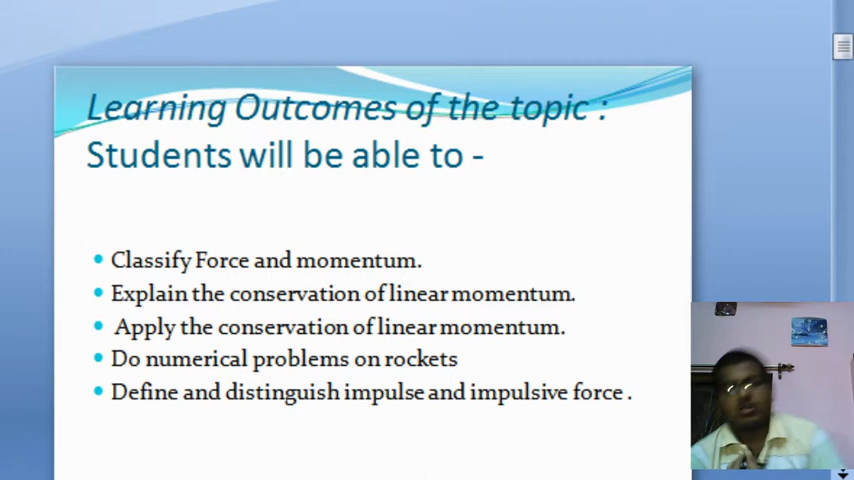 Learning Outcomes of the topic :
Students will be able to -
Classify Force and momentum.
Explain the conservation of linear momentum.
Apply the conservation of linear momentum.
Do numerical problems on rockets
Define and distinguish impulse and impulsive force .